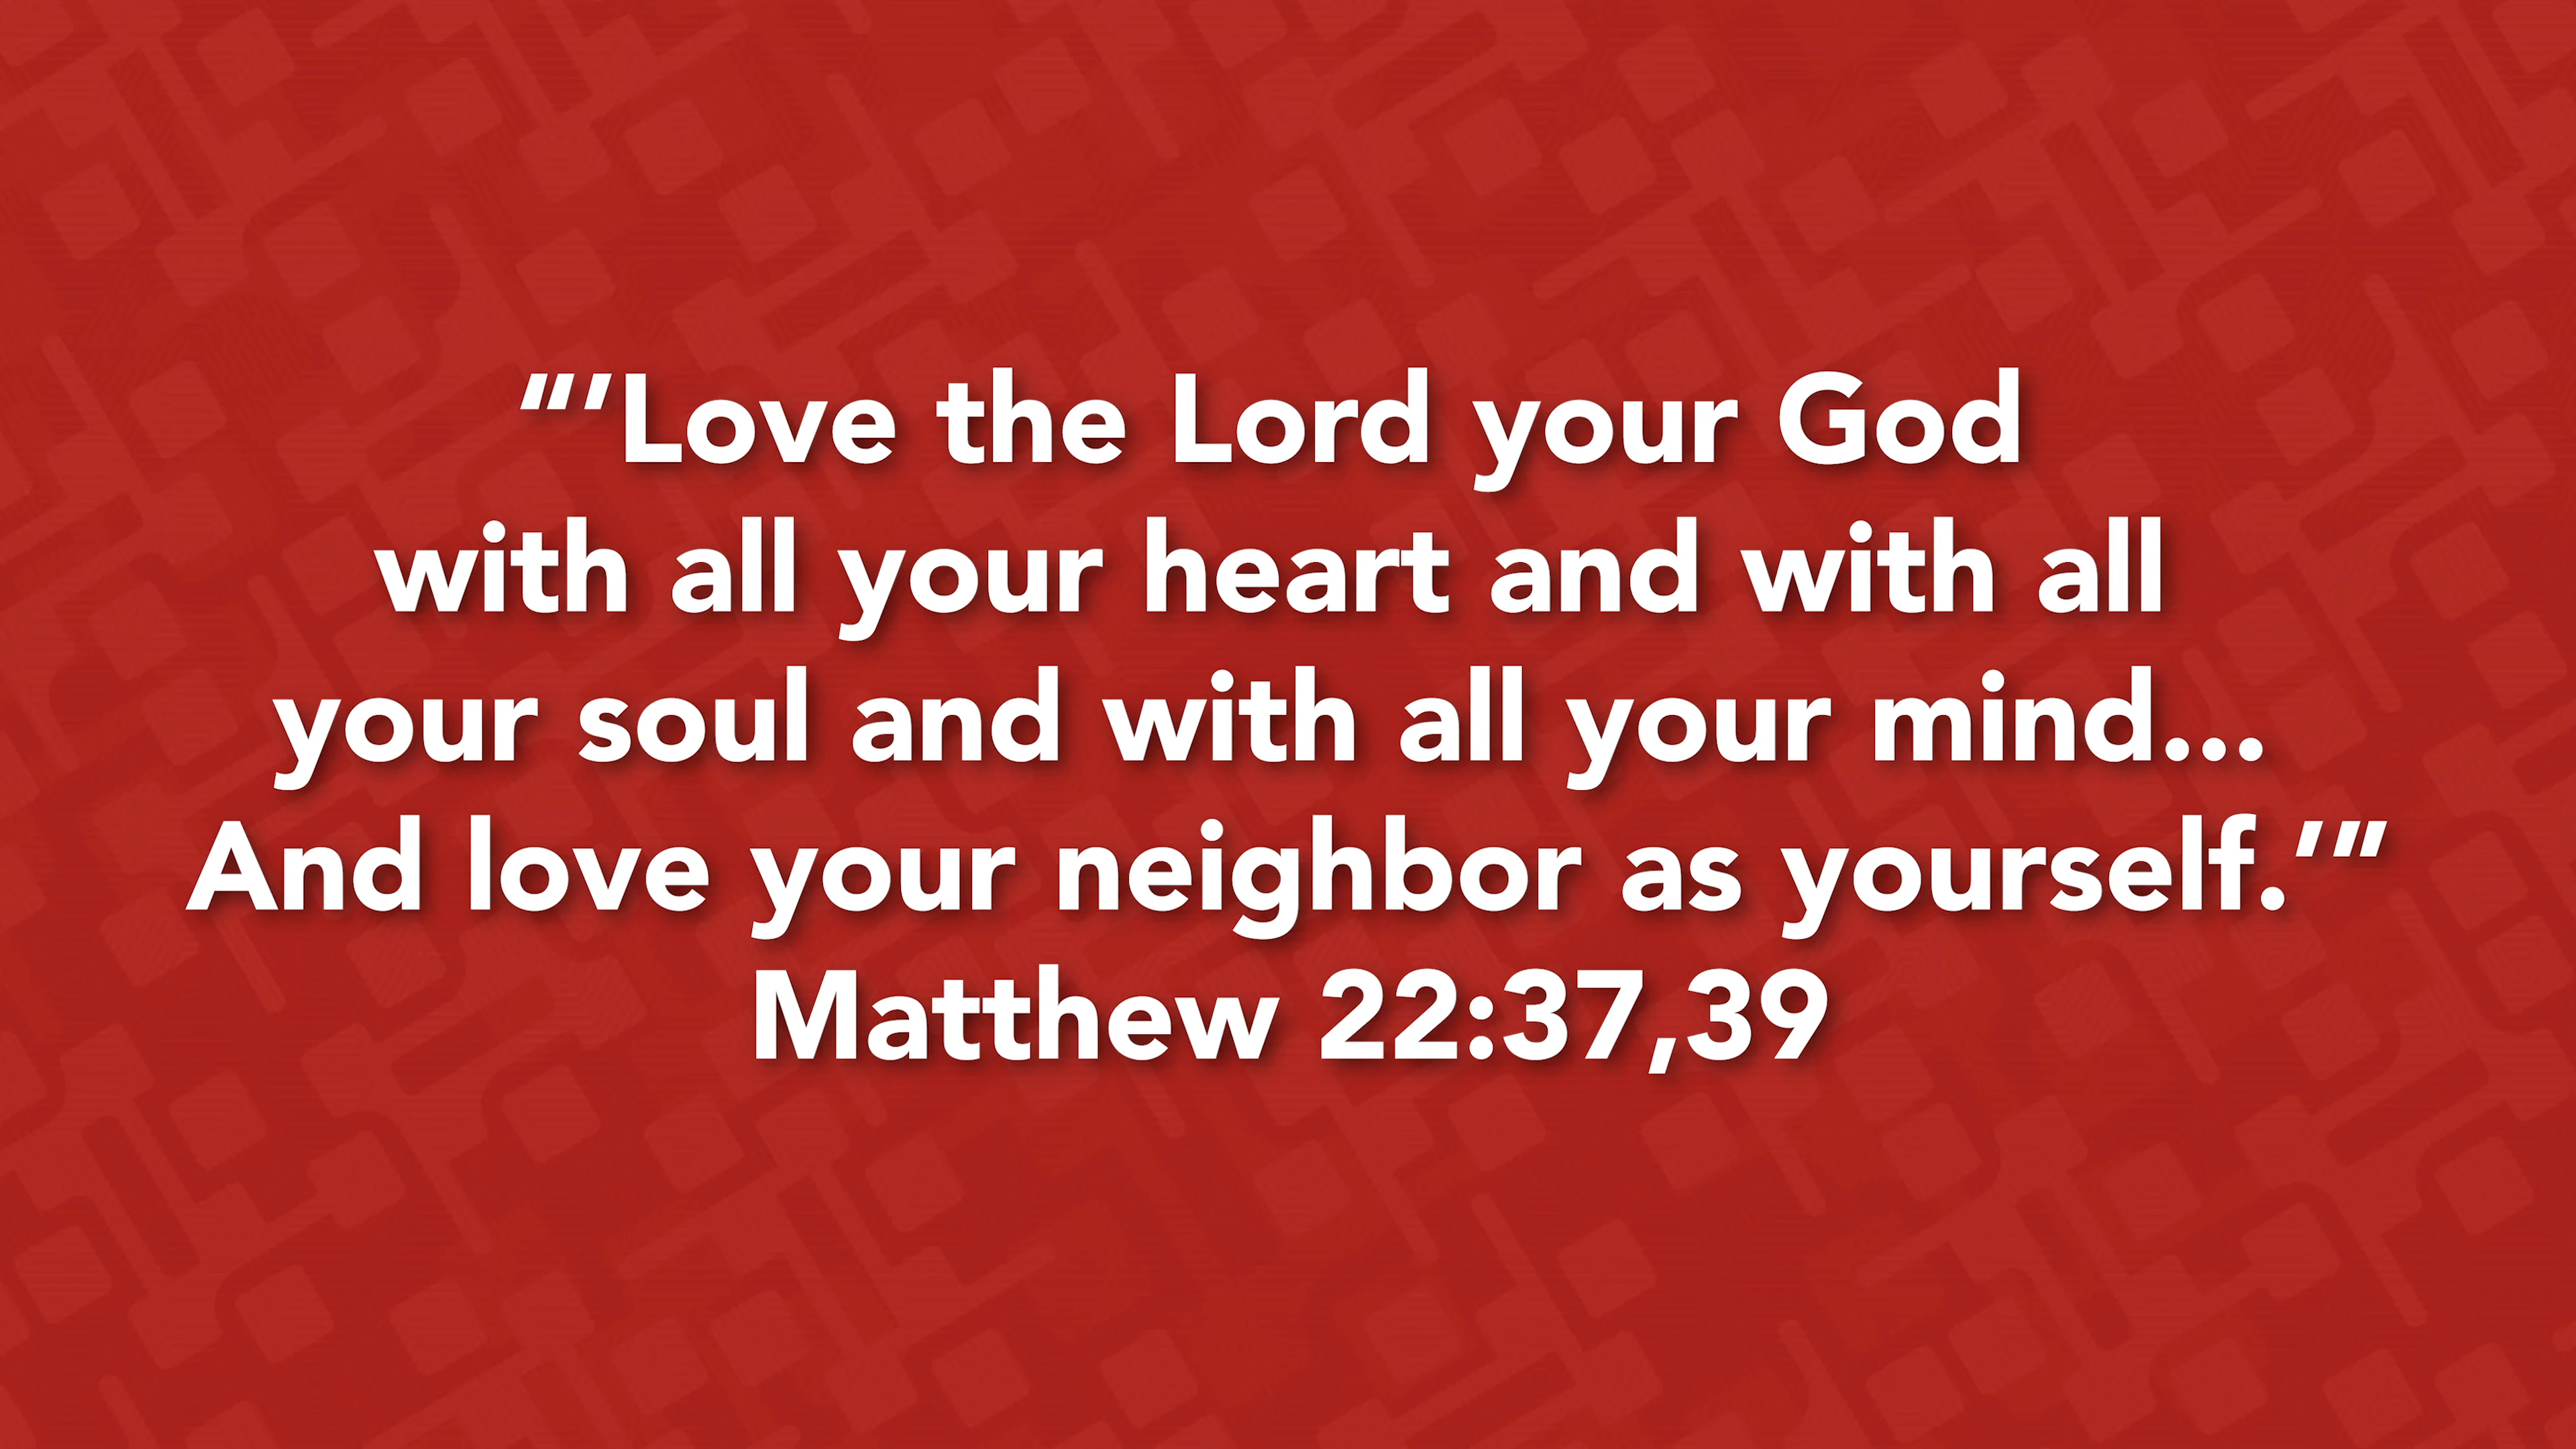 “‘Love the Lord your God
with all your heart and with all
your soul and with all your mind...
And love your neighbor as yourself.’”
Matthew 22:37,39